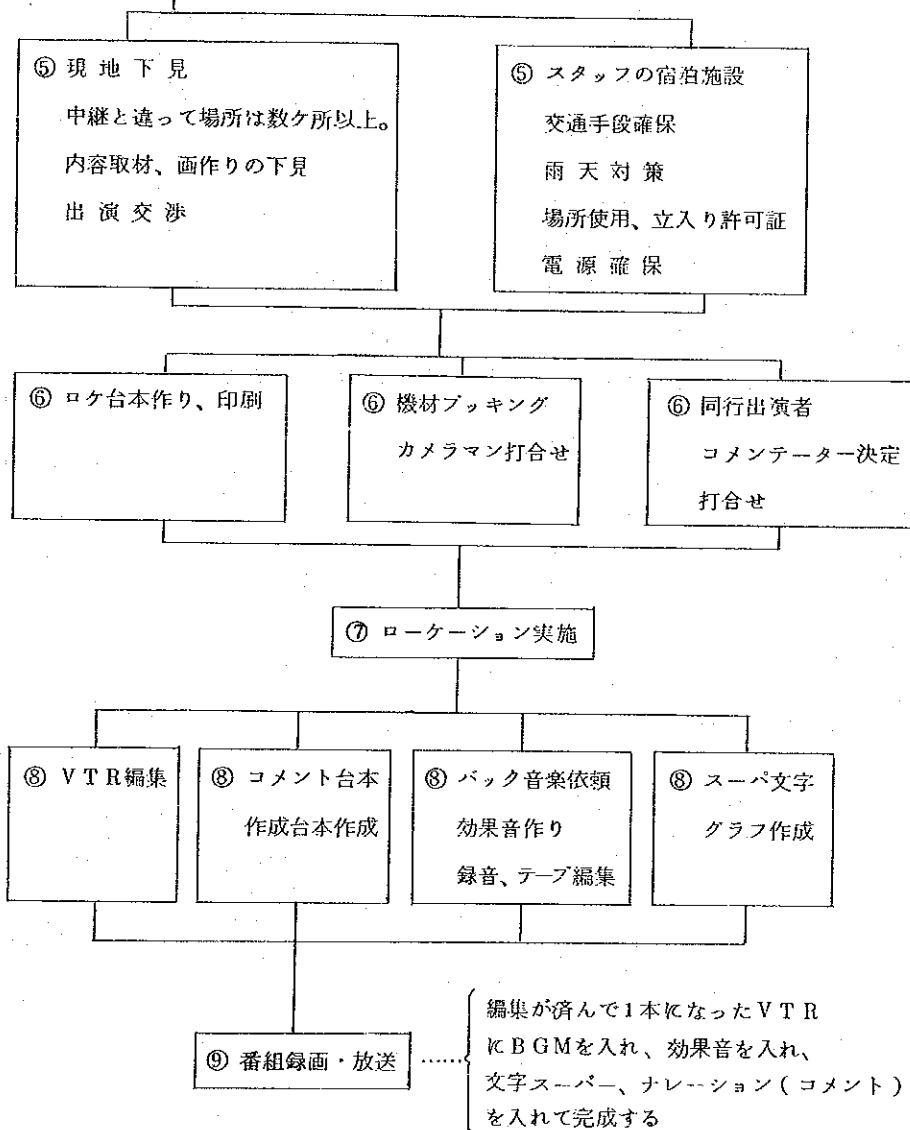 ⑤ 現地下見
中継と違って場所は数ケ所以上。
内容取材、画作りの下見
出演交渉
⑤ スタッフの宿泊施設
交通手段確保
雨天対策
場所使用、立入り許可証
電源確保
⑥ ロケ台本作り、印刷
⑥ 機材ブッキング
カメラマン打合せ
⑥ 同行出演者
コメンテーター決定
打合せ
⑦ ローケーション実施
⑧ VTR編集
⑧ コメント台本
作成台本作成
⑧ バック音楽依頼
効果音作り
録音、テープ編集
⑧ スーパ文字
グラフ作成
⑨ 番組録画・放送 ……
編集が済んで1本になったVTR
にBGMを入れ、効果音を入れ、
文字スーパー、ナレーション(コメント)
を入れて完成する